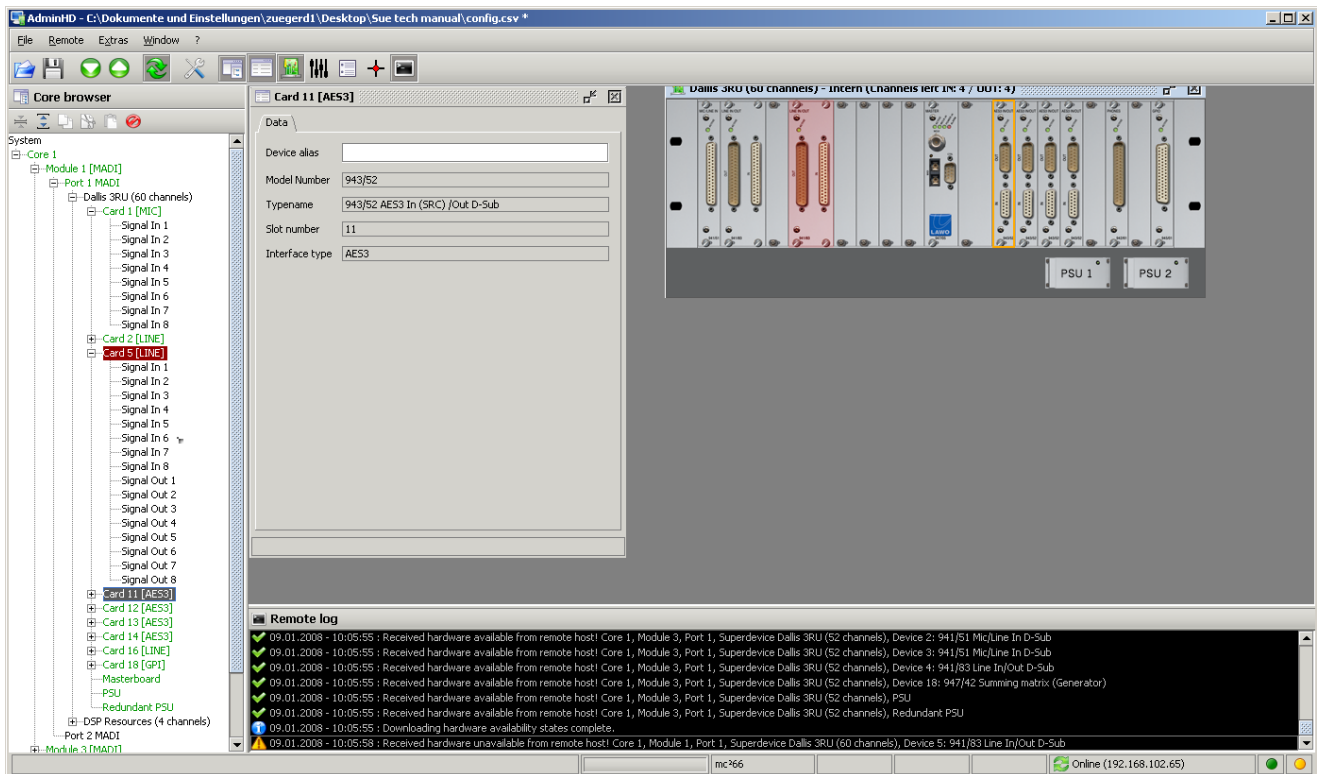 AdminHD - C:\Dokumente und Einstellungen\zuegerd1\Desktop\Sue tech manual\config.csv *
File Remote Extras Window ?
Core browser
System
Core 1
Module 1 [MADI]
Port 1 MADI
Dallis 3RU (60 channels)
Card 1 [MIC]
Signal In 1
Signal In 2
Signal In 3
Signal In 4
Signal In 5
Signal In 6
Signal In 7
Signal In 8
Card 2 [LINE]
Card 5 [LINE]
Signal In 1
Signal In 2
Signal In 3
Signal In 4
Signal In 5
Signal In 6
Signal In 7
Signal In 8
Signal Out 1
Signal Out 2
Signal Out 3
Signal Out 4
Signal Out 5
Signal Out 6
Signal Out 7
Signal Out 8
Card 11 [AES3]
Card 12 [AES3]
Card 13 [AES3]
Card 14 [AES3]
Card 16 [LINE]
Card 18 [GPI]
Masterboard
PSU
Redundant PSU
DSP Resources (4 channels)
Port 2 MADI
Module 3 [MADI]
Card 11 [AES3]
Data
Device alias
Model Number 943/52
Typename 943/52 AES3 In (SRC) /Out D-Sub
Slot number 11
Interface type AES3
Dallis 3RU (60 channels) - Intern (Channels left IN: 4 / OUT: 4)
LAWO
PSU 1
PSU 2
Remote log
09.01.2008 - 10:05:55 : Received hardware available from remote host! Core 1, Module 3, Port 1, Superdevice Dallis 3RU (52 channels), Device 2: 941/51 Mic/Line In D-Sub
09.01.2008 - 10:05:55 : Received hardware available from remote host! Core 1, Module 3, Port 1, Superdevice Dallis 3RU (52 channels), Device 3: 941/51 Mic/Line In D-Sub
09.01.2008 - 10:05:55 : Received hardware available from remote host! Core 1, Module 3, Port 1, Superdevice Dallis 3RU (52 channels), Device 4: 941/83 Line In/Out D-Sub
09.01.2008 - 10:05:55 : Received hardware available from remote host! Core 1, Module 3, Port 1, Superdevice Dallis 3RU (52 channels), Device 18: 947/42 Summing matrix (Generator)
09.01.2008 - 10:05:55 : Received hardware available from remote host! Core 1, Module 3, Port 1, Superdevice Dallis 3RU (52 channels), PSU
09.01.2008 - 10:05:55 : Received hardware available from remote host! Core 1, Module 3, Port 1, Superdevice Dallis 3RU (52 channels), Redundant PSU
09.01.2008 - 10:05:55 : Downloading hardware availability states complete.
09.01.2008 - 10:05:58 : Received hardware unavailable from remote host! Core 1, Module 1, Port 1, Superdevice Dallis 3RU (60 channels), Device 5: 941/83 Line In/Out D-Sub
mc²66
Online (192.168.102.65)